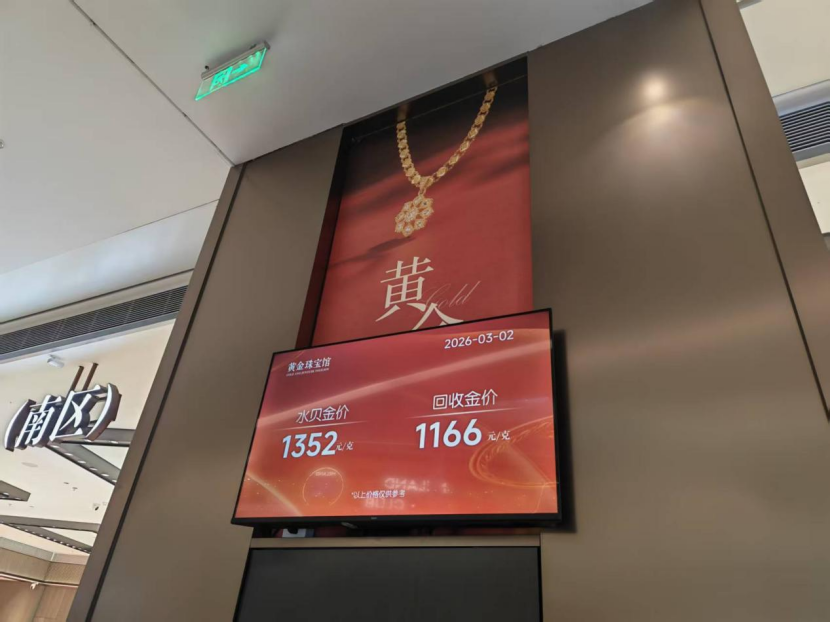 黄金
Gold
2026-03-02
黄金珠宝馆
水贝金价
回收金价
1352元/克
1166元/克
*以上价格仅供参考
(南区)